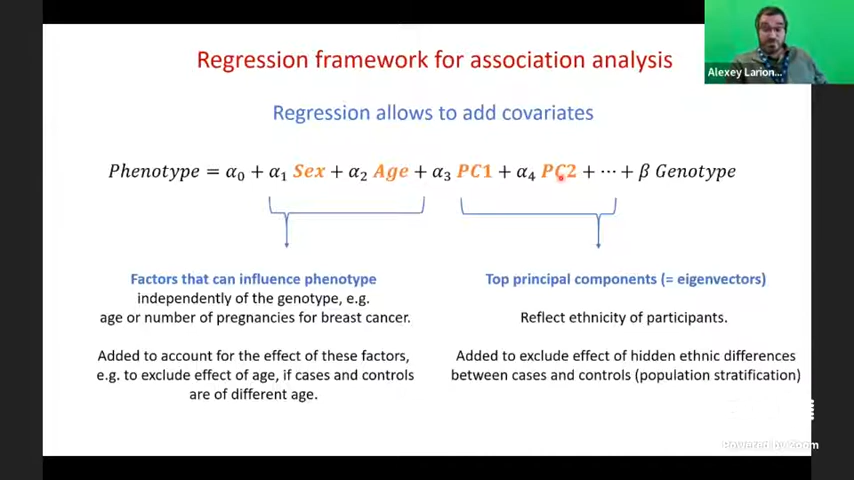 Alexey Larion...
Regression framework for association analysis
Regression allows to add covariates
Phenotype = α₀ + α₁ Sex + α₂ Age + α₃ PC1 + α₄ PC2 + ⋯ + β Genotype
Factors that can influence phenotype
independently of the genotype, e.g.
age or number of pregnancies for breast cancer.
Added to account for the effect of these factors,
e.g. to exclude effect of age, if cases and controls
are of different age.
Top principal components (= eigenvectors)
Reflect ethnicity of participants.
Added to exclude effect of hidden ethnic differences
between cases and controls (population stratification)
Powered by Zoom